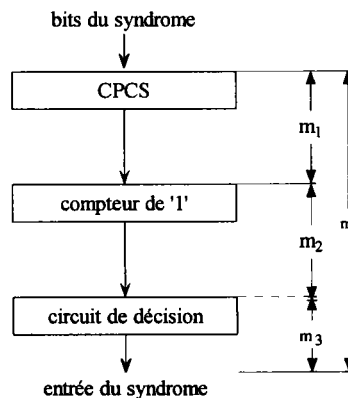 bits du syndrome
CPCS
m1
compteur de '1'
m
m2
circuit de décision
m3
entrée du syndrome